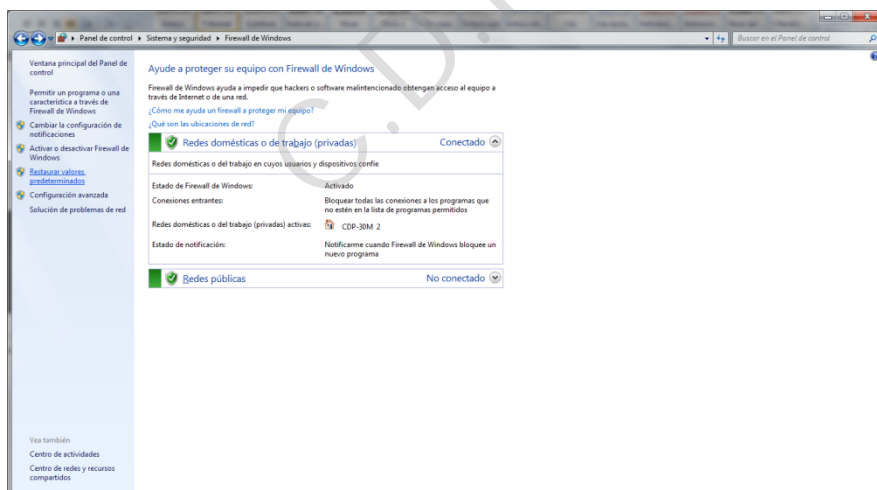 Panel de control ▸ Sistema y seguridad ▸ Firewall de Windows
Buscar en el Panel de control
Ventana principal del Panel de
control
Permitir un programa o una
característica a través de
Firewall de Windows
Cambiar la configuración de
notificaciones
Activar o desactivar Firewall de
Windows
Restaurar valores
predeterminados
Configuración avanzada
Solución de problemas de red
Vea también
Centro de actividades
Centro de redes y recursos
compartidos
Ayude a proteger su equipo con Firewall de Windows
Firewall de Windows ayuda a impedir que hackers o software malintencionado obtengan acceso al equipo a
través de Internet o de una red.
¿Cómo me ayuda un firewall a proteger mi equipo?
¿Qué son las ubicaciones de red?
Redes domésticas o de trabajo (privadas) Conectado
Redes domésticas o del trabajo en cuyos usuarios y dispositivos confíe
Estado de Firewall de Windows: Activado
Conexiones entrantes: Bloquear todas las conexiones a los programas que
no estén en la lista de programas permitidos
Redes domésticas o del trabajo (privadas) activas: CDP-30M 2
Estado de notificación: Notificarme cuando Firewall de Windows bloquee un
nuevo programa
Redes públicas No conectado
C.D.